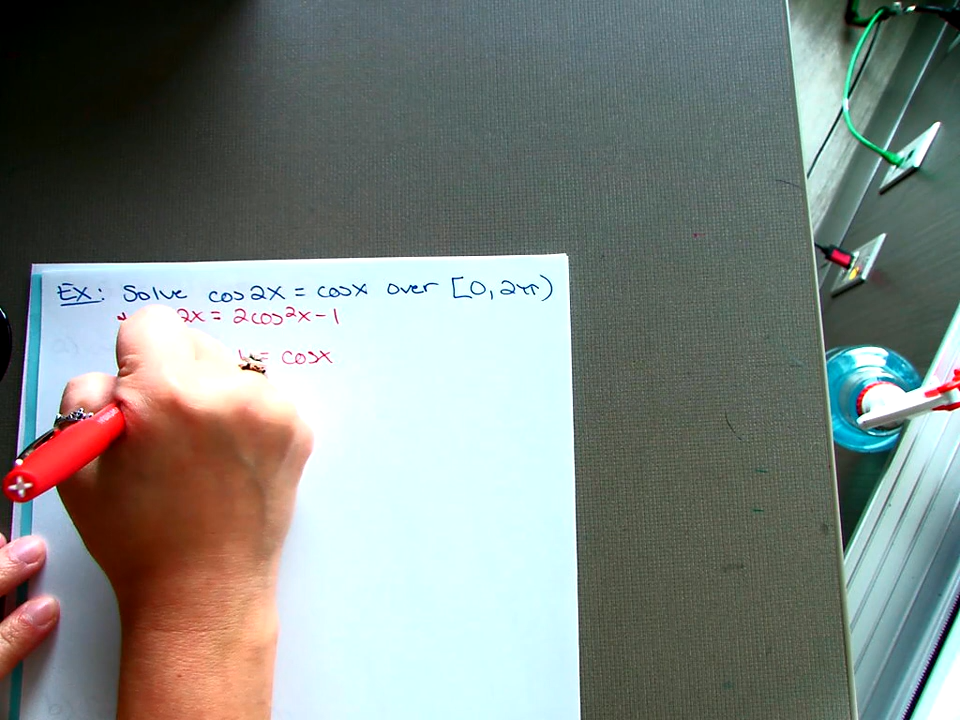 EX: Solve cos2x = cosx over [0, 2π)
2x = 2cos²x-1
= cosx